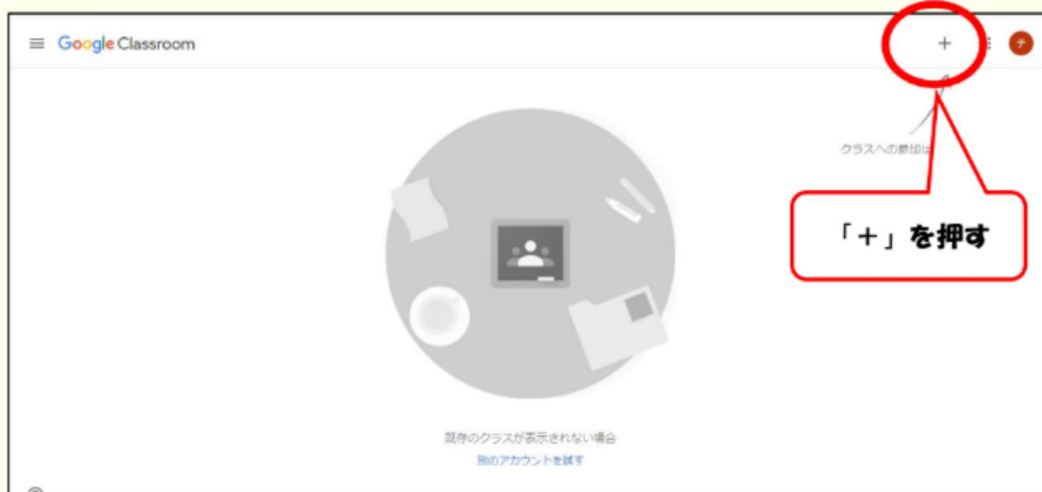 Google Classroom
+
テ
クラスへの参加は
「+」を押す
既存のクラスが表示されない場合
別のアカウントを試す